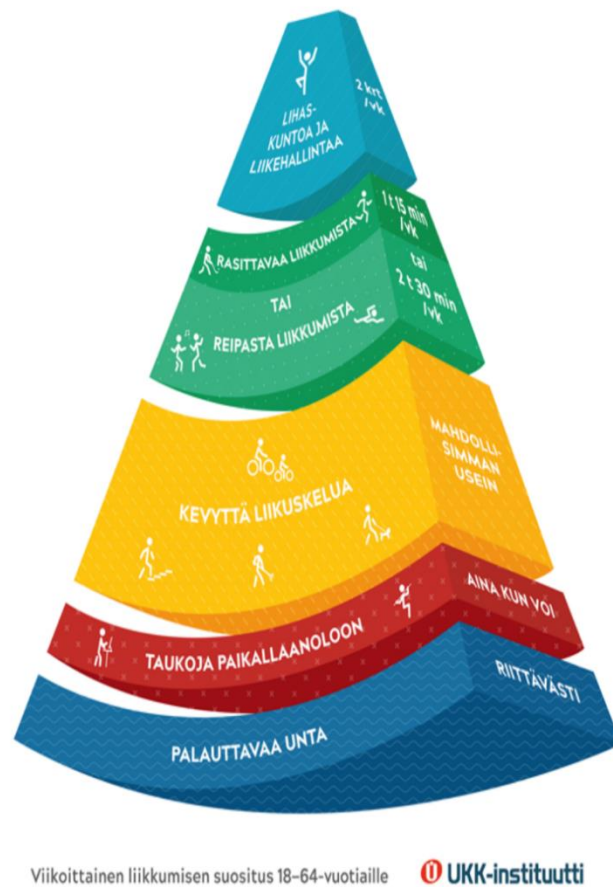 LIHAS-
KUNTOA JA
LIIKEHALLINTAA
2 krt
/vk
RASITTAVAA LIIKKUMISTA
1 t 15 min
/vk
TAI
REIPASTA LIIKKUMISTA
tai
2 t 30 min
/vk
KEVYTTÄ LIIKUSKELUA
MAHDOLLI-
SIMMAN
USEIN
TAUKOJA PAIKALLAANOLOON
AINA KUN VOI
PALAUTTAVAA UNTA
RIITTÄVÄSTI
Viikoittainen liikkumisen suositus 18–64-vuotiaille
UKK-instituutti